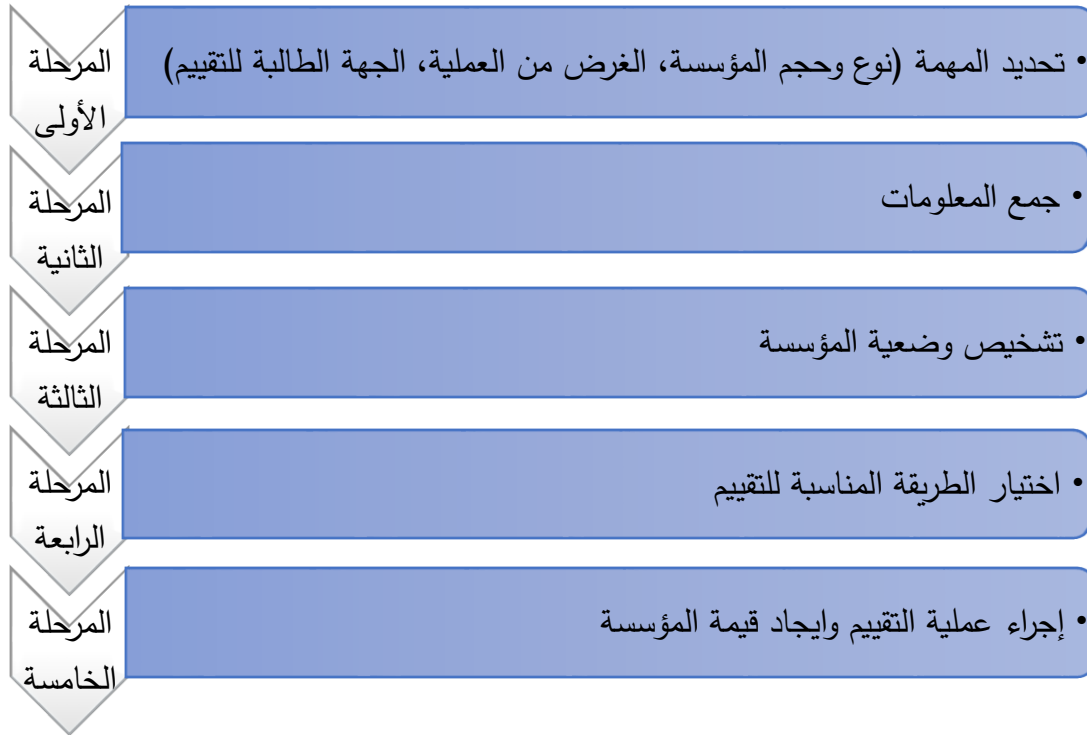 المرحلة
الأولى
• تحديد المهمة (نوع وحجم المؤسسة، الغرض من العملية، الجهة الطالبة للتقييم)
المرحلة
الثانية
• جمع المعلومات
المرحلة
الثالثة
• تشخيص وضعية المؤسسة
المرحلة
الرابعة
• اختيار الطريقة المناسبة للتقييم
المرحلة
الخامسة
• إجراء عملية التقييم وايجاد قيمة المؤسسة